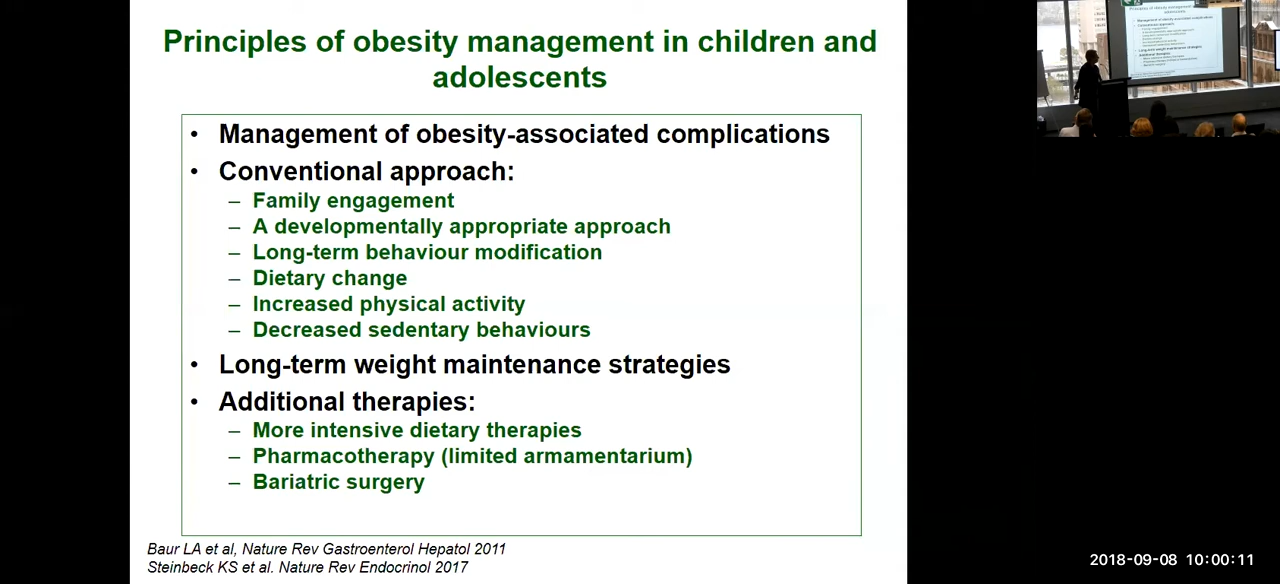 Principles of obesity management in children and
adolescents
• Management of obesity-associated complications
• Conventional approach:
– Family engagement
– A developmentally appropriate approach
– Long-term behaviour modification
– Dietary change
– Increased physical activity
– Decreased sedentary behaviours
• Long-term weight maintenance strategies
• Additional therapies:
– More intensive dietary therapies
– Pharmacotherapy (limited armamentarium)
– Bariatric surgery
Baur LA et al, Nature Rev Gastroenterol Hepatol 2011
Steinbeck KS et al. Nature Rev Endocrinol 2017
2018-09-08 10:00:11